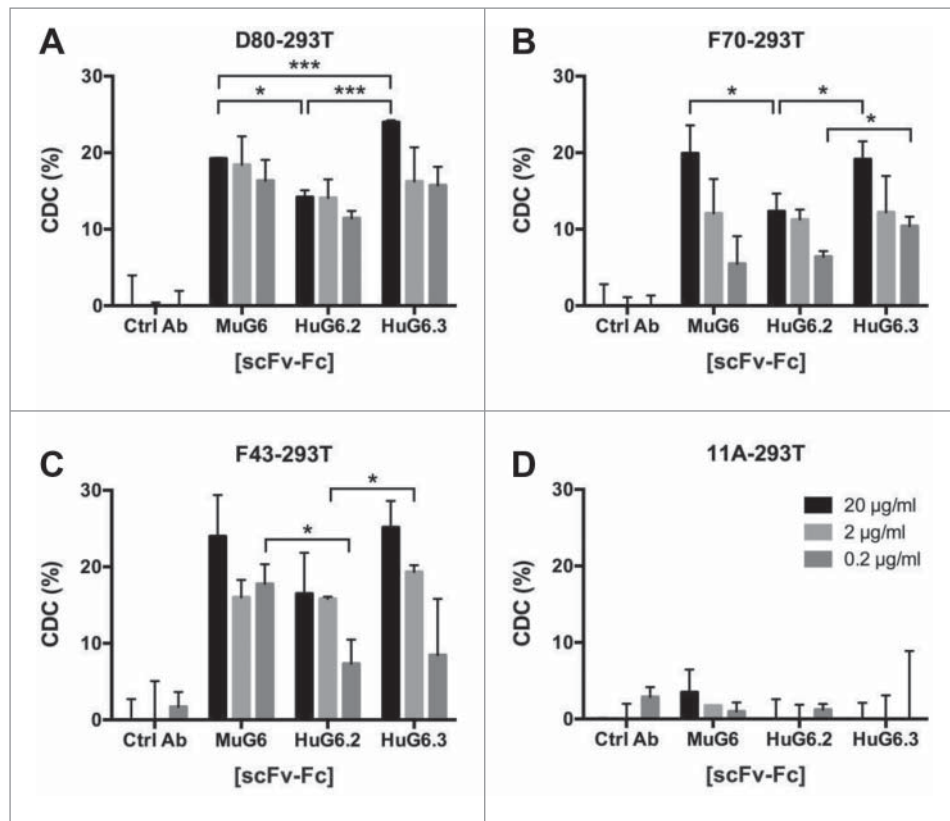 A
D80-293T
***
*
***
30
20
10
0
CDC (%)
Ctrl Ab MuG6 HuG6.2 HuG6.3
[scFv-Fc]
B
F70-293T
*
*
*
30
20
10
0
CDC (%)
Ctrl Ab MuG6 HuG6.2 HuG6.3
[scFv-Fc]
C
F43-293T
*
*
30
20
10
0
CDC (%)
Ctrl Ab MuG6 HuG6.2 HuG6.3
[scFv-Fc]
D
11A-293T
20 µg/ml
2 µg/ml
0.2 µg/ml
30
20
10
0
CDC (%)
Ctrl Ab MuG6 HuG6.2 HuG6.3
[scFv-Fc]